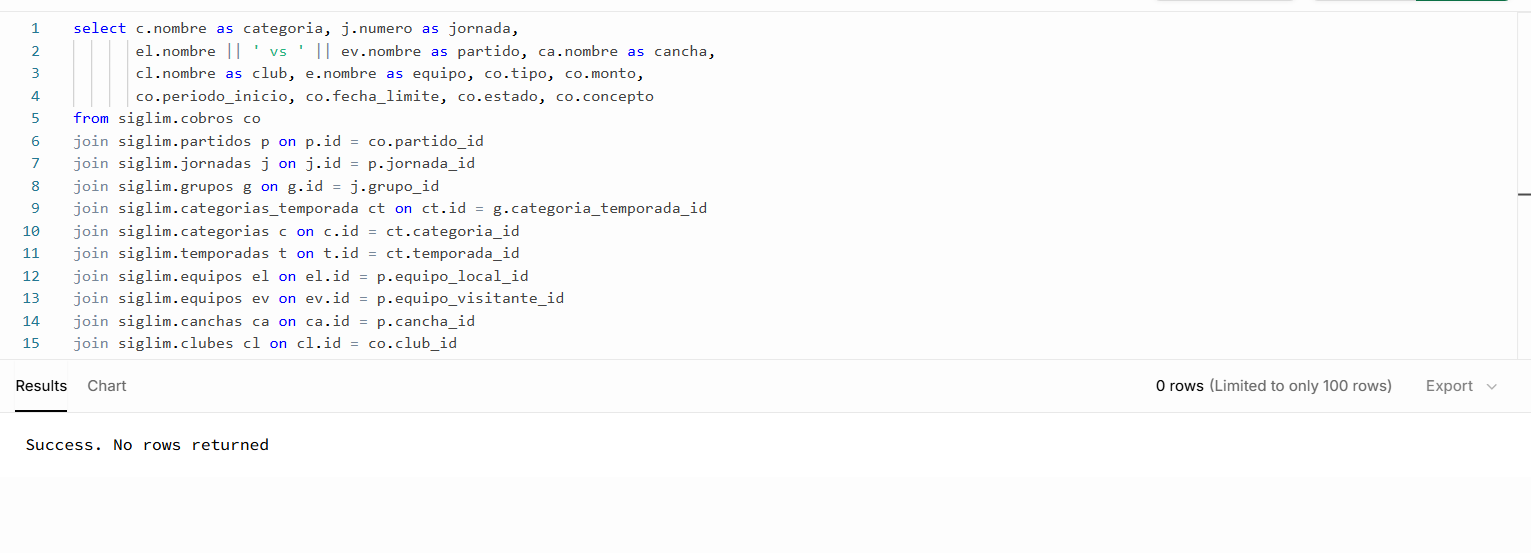 1 select c.nombre as categoria, j.numero as jornada,
2 el.nombre || ' vs ' || ev.nombre as partido, ca.nombre as cancha,
3 cl.nombre as club, e.nombre as equipo, co.tipo, co.monto,
4 co.periodo_inicio, co.fecha_limite, co.estado, co.concepto
5 from siglim.cobros co
6 join siglim.partidos p on p.id = co.partido_id
7 join siglim.jornadas j on j.id = p.jornada_id
8 join siglim.grupos g on g.id = j.grupo_id
9 join siglim.categorias_temporada ct on ct.id = g.categoria_temporada_id
10 join siglim.categorias c on c.id = ct.categoria_id
11 join siglim.temporadas t on t.id = ct.temporada_id
12 join siglim.equipos el on el.id = p.equipo_local_id
13 join siglim.equipos ev on ev.id = p.equipo_visitante_id
14 join siglim.canchas ca on ca.id = p.cancha_id
15 join siglim.clubes cl on cl.id = co.club_id
Results Chart 0 rows (Limited to only 100 rows) Export
Success. No rows returned